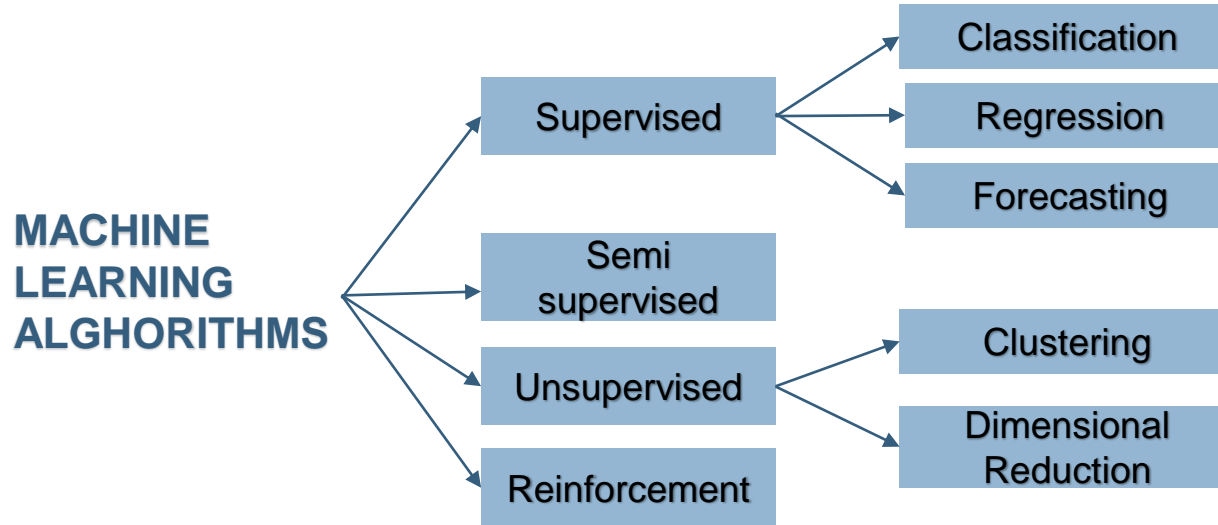 MACHINE
LEARNING
ALGHORITHMS
Supervised
Semi
supervised
Unsupervised
Reinforcement
Classification
Regression
Forecasting
Clustering
Dimensional
Reduction